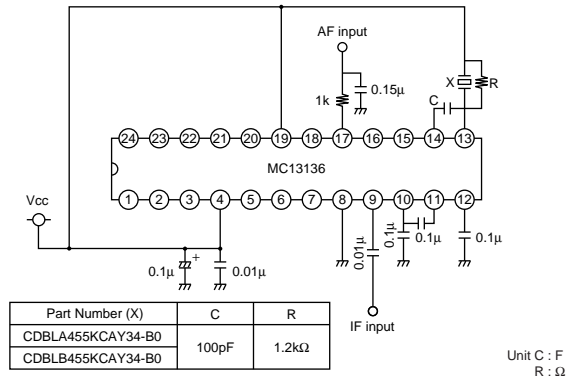 AF input
0.15μ
1k
X
R
C
24 23 22 21 20 19 18 17 16 15 14 13
MC13136
1 2 3 4 5 6 7 8 9 10 11 12
Vcc
0.1μ
+
0.01μ
0.01μ
0.1μ
0.1μ
0.1μ
IF input
Part Number (X) C R
CDBLA455KCAY34-B0 100pF 1.2kΩ
CDBLB455KCAY34-B0
Unit C : F
R : Ω